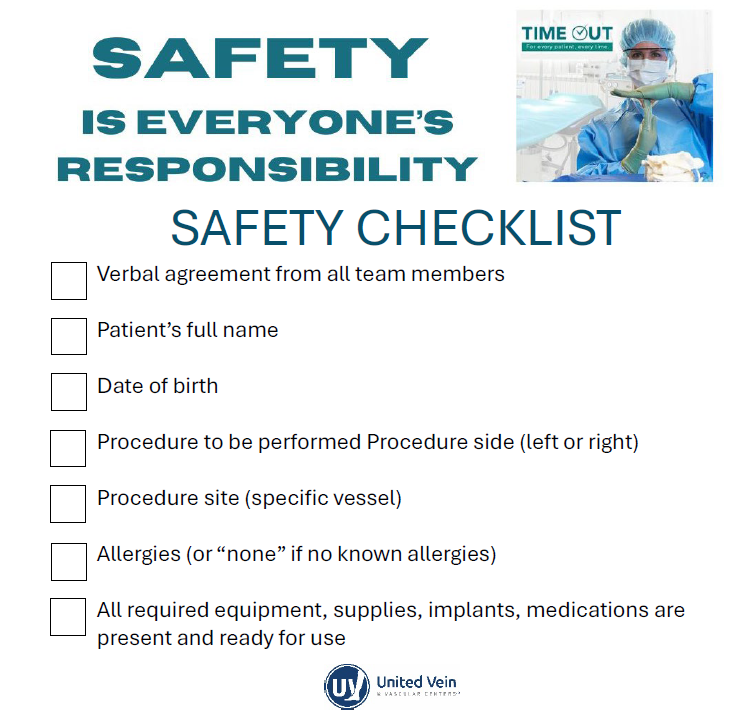 SAFETY
IS EVERYONE'S
RESPONSIBILITY
TIME OUT
For every patient, every time.
SAFETY CHECKLIST
Verbal agreement from all team members
Patient’s full name
Date of birth
Procedure to be performed Procedure side (left or right)
Procedure site (specific vessel)
Allergies (or “none” if no known allergies)
All required equipment, supplies, implants, medications are
present and ready for use
UV
United Vein
& VASCULAR CENTERS